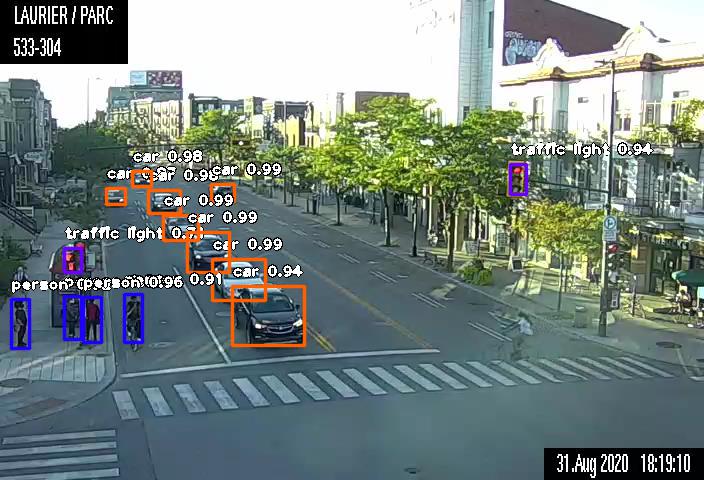 LAURIER / PARC
533-304
traffic light 0.94
car 0.98
car 0.99
car 0.99
car 0.99
car 0.99
car 0.94
traffic light 0.7
person
person 0.96
0.91
P
31.Aug 2020 18:19:10